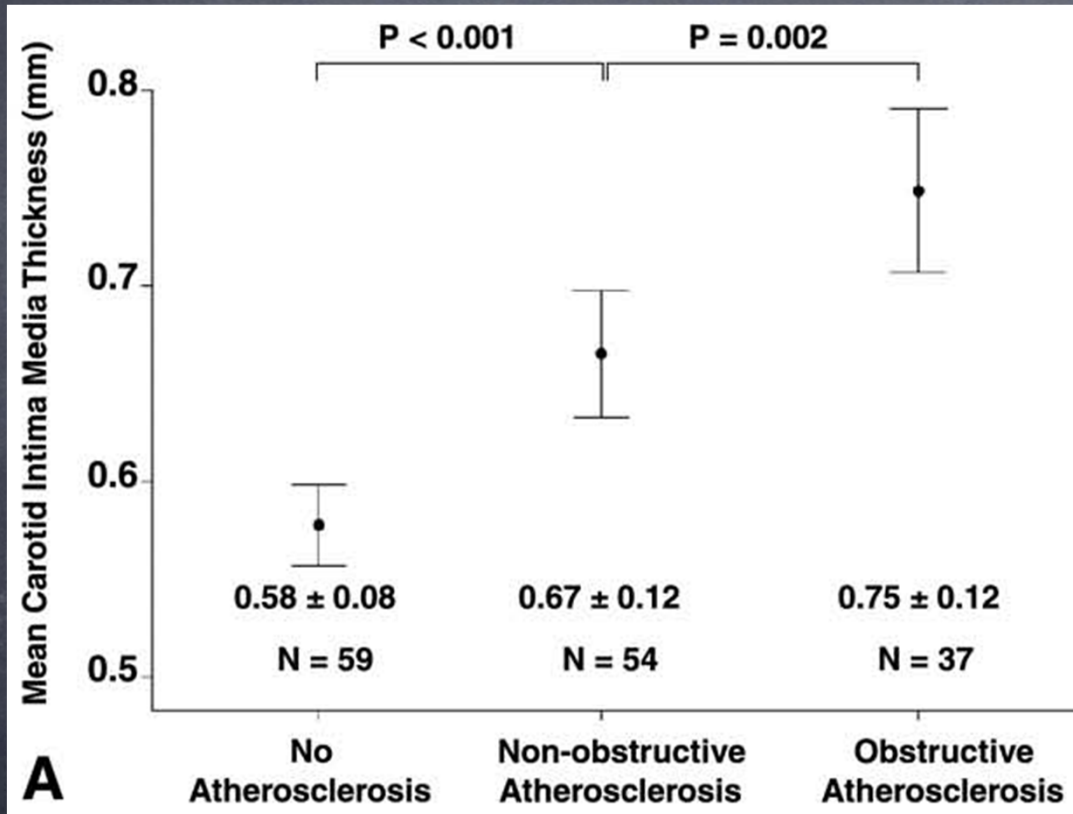 P < 0.001 P = 0.002
Mean Carotid Intima Media Thickness (mm)
0.8
0.7
0.6
0.5
0.58 ± 0.08 0.67 ± 0.12 0.75 ± 0.12
N = 59 N = 54 N = 37
No Non-obstructive Obstructive
Atherosclerosis Atherosclerosis Atherosclerosis
A